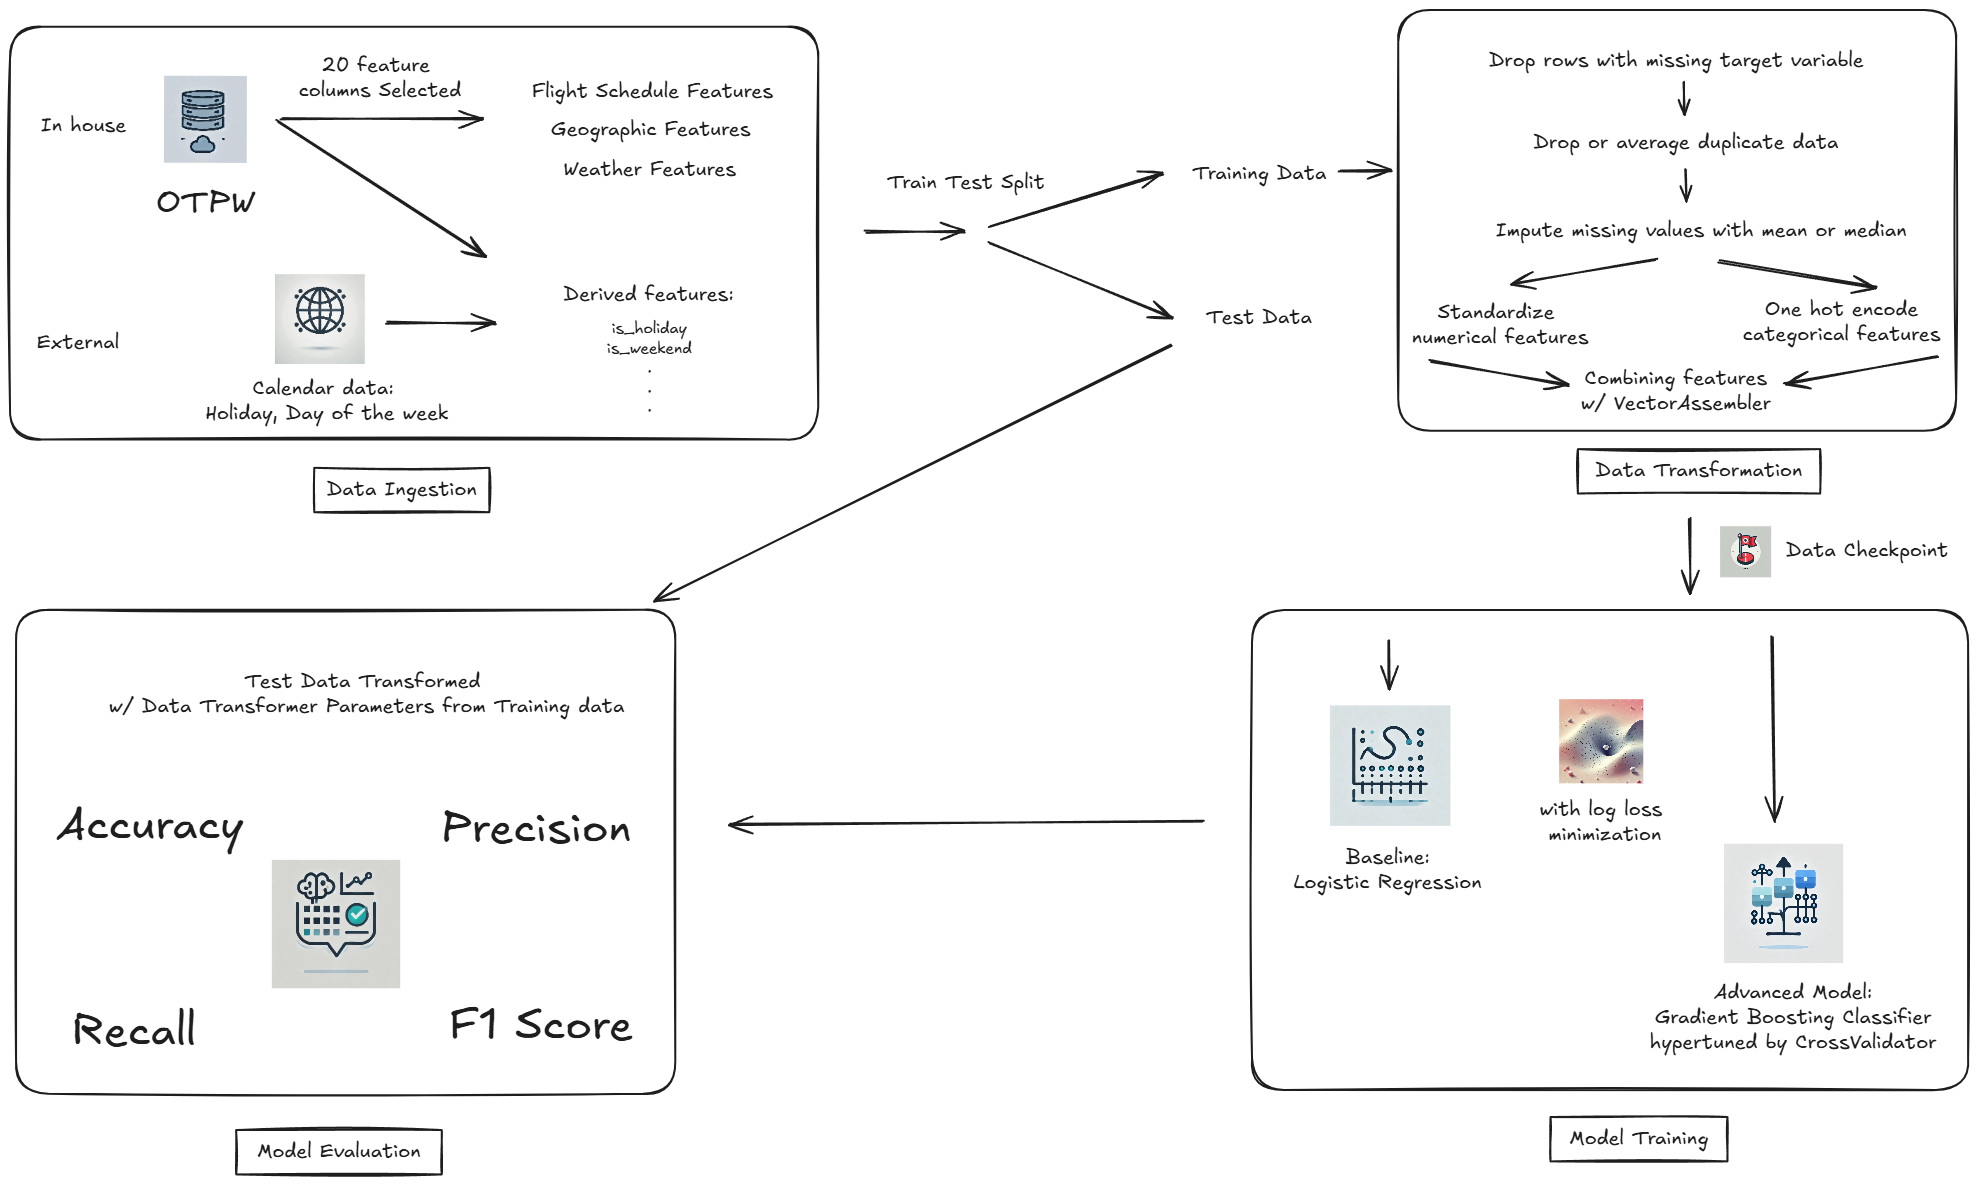 20 feature
columns Selected
In house
OTPW
Flight Schedule Features
Geographic Features
Weather Features
External
Calendar data:
Holiday, Day of the week
Derived features:
is_holiday
is_weekend
.
.
.
Data Ingestion
Train Test Split
Training Data
Test Data
Drop rows with missing target variable
Drop or average duplicate data
Impute missing values with mean or median
Standardize
numerical features
One hot encode
categorical features
Combining features
w/ VectorAssembler
Data Transformation
Data Checkpoint
Baseline:
Logistic Regression
with log loss
minimization
Advanced Model:
Gradient Boosting Classifier
hypertuned by CrossValidator
Model Training
Test Data Transformed
w/ Data Transformer Parameters from Training data
Accuracy
Precision
Recall
F1 Score
Model Evaluation